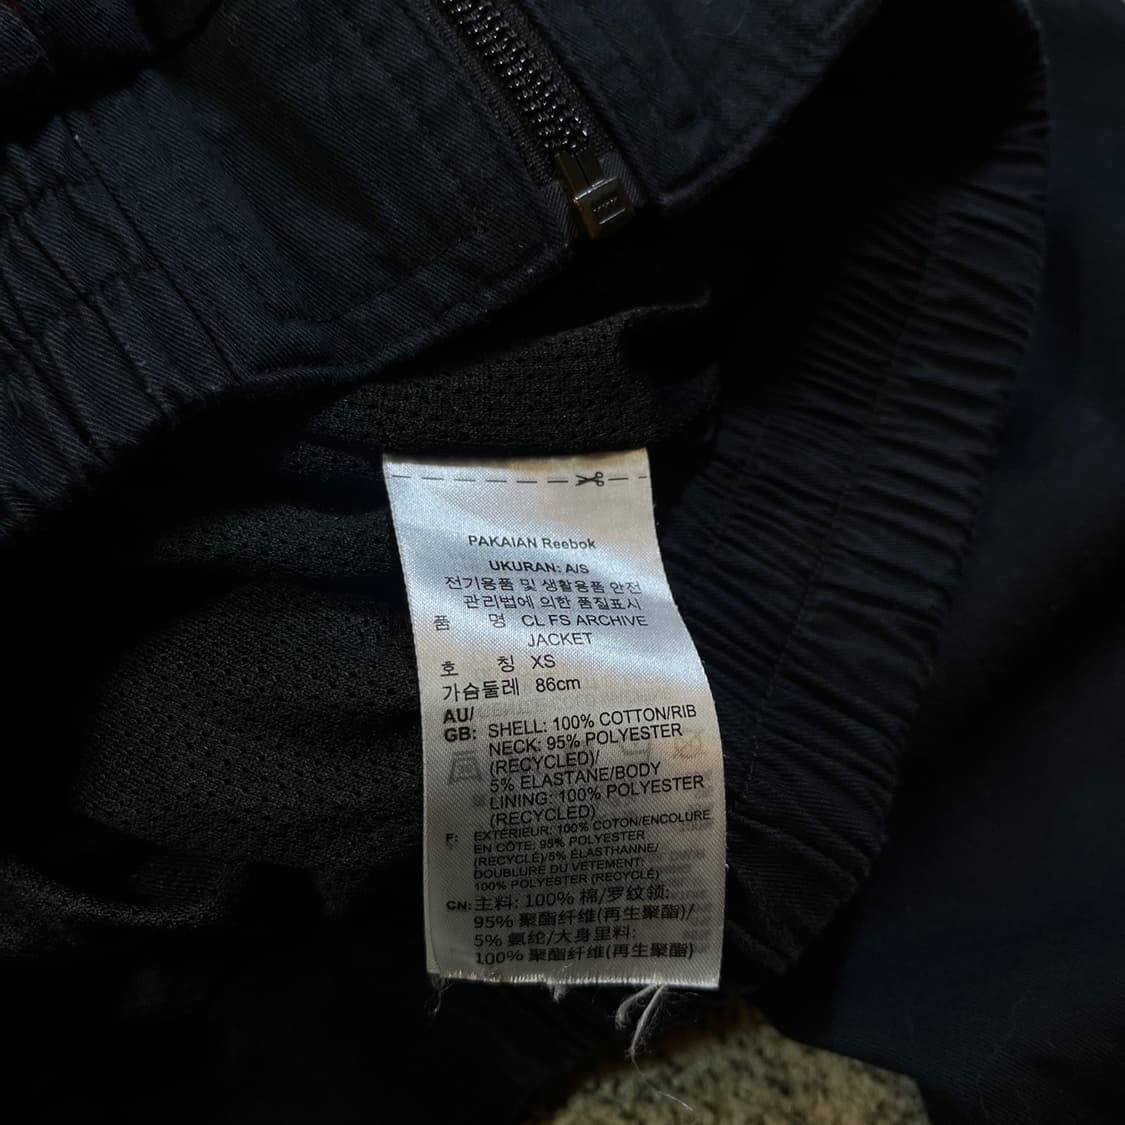 PAKAIAN Reebok
UKURAN: A/S
전기용품 및 생활용품 안전
관리법에 의한 품질표시
품 명 CL FS ARCHIVE
JACKET
호 칭 XS
가슴둘레 86cm
AU/
GB: SHELL: 100% COTTON/RIB
NECK: 95% POLYESTER
(RECYCLED)/
5% ELASTANE/BODY
LINING: 100% POLYESTER
(RECYCLED)
F: EXTÉRIEUR: 100% COTON/ENCOLURE
EN CÔTE: 95% POLYESTER
(RECYCLÉ)/5% ÉLASTHANNE/
DOUBLURE DU VETEMENT:
100% POLYESTER (RECYCLÉ)
CN: 主料: 100% 棉/罗纹领:
95% 聚酯纤维(再生聚酯)/
5% 氨纶/大身里料:
100% 聚酯纤维(再生聚酯)